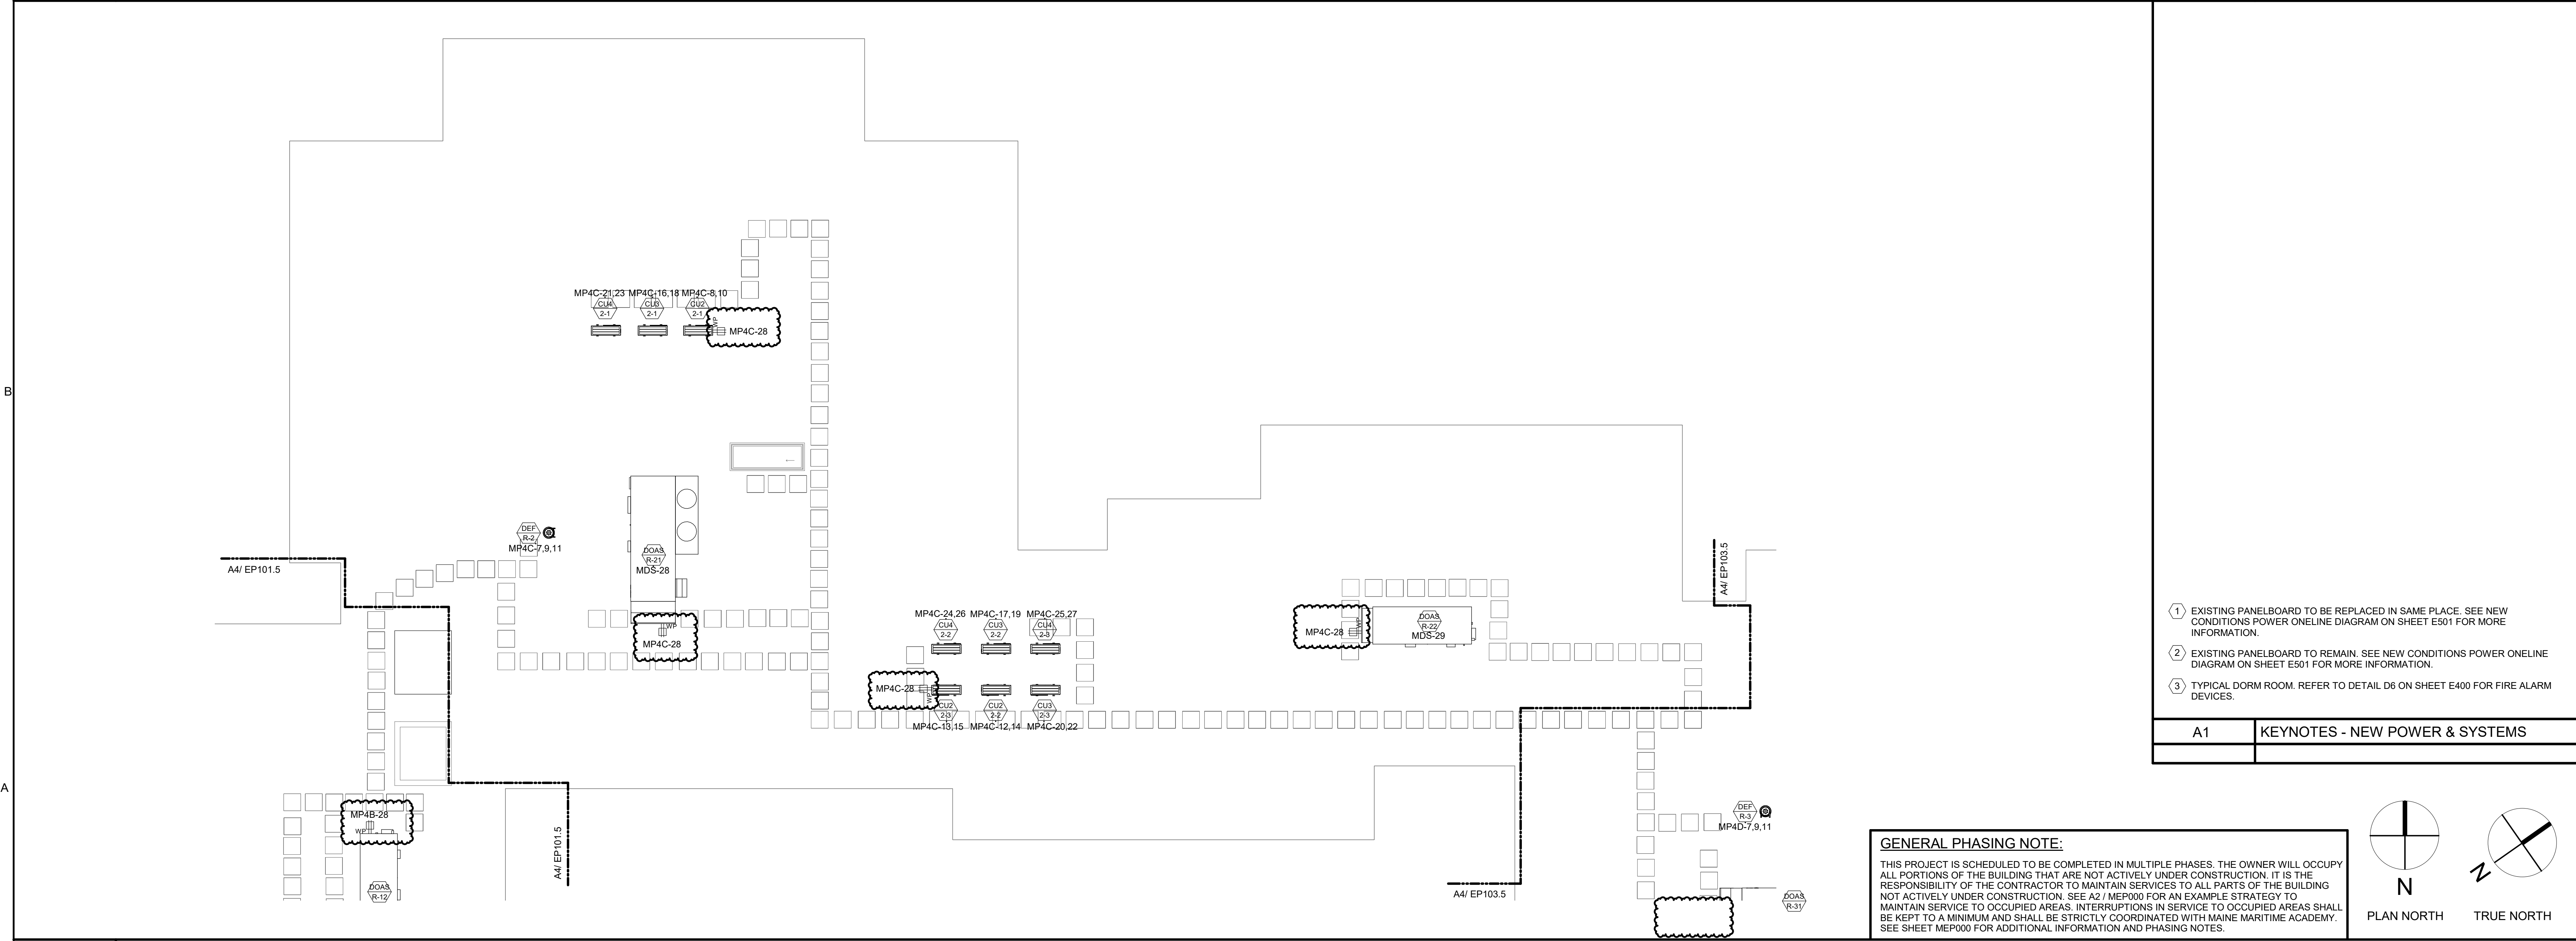 MP4C-21,23 MP4C-16,18 MP4C-8,10
CU4
2-1
CU3
2-1
CU2
2-1
WP
MP4C-28
B
DEF
R-2
MP4C-7,9,11
DOAS
R-21
MDS-28
A4/ EP101.5
WP
MP4C-28
MP4C-24,26 MP4C-17,19 MP4C-25,27
CU4
2-2
CU3
2-2
CU4
2-3
MP4C-28
WP
CU2
2-3
CU2
2-2
CU3
2-3
MP4C-13,15 MP4C-12,14 MP4C-20,22
MP4C-28
WP
DOAS
R-22
MDS-29
A4/ EP103.5
A
MP4B-28
WP
DOAS
R-12
A4/ EP101.5
A4/ EP103.5
DEF
R-3
MP4D-7,9,11
DOAS
R-31
1 EXISTING PANELBOARD TO BE REPLACED IN SAME PLACE. SEE NEW
CONDITIONS POWER ONELINE DIAGRAM ON SHEET E501 FOR MORE
INFORMATION.
2 EXISTING PANELBOARD TO REMAIN. SEE NEW CONDITIONS POWER ONELINE
DIAGRAM ON SHEET E501 FOR MORE INFORMATION.
3 TYPICAL DORM ROOM. REFER TO DETAIL D6 ON SHEET E400 FOR FIRE ALARM
DEVICES.
A1 KEYNOTES - NEW POWER & SYSTEMS
GENERAL PHASING NOTE:
THIS PROJECT IS SCHEDULED TO BE COMPLETED IN MULTIPLE PHASES. THE OWNER WILL OCCUPY
ALL PORTIONS OF THE BUILDING THAT ARE NOT ACTIVELY UNDER CONSTRUCTION. IT IS THE
RESPONSIBILITY OF THE CONTRACTOR TO MAINTAIN SERVICES TO ALL PARTS OF THE BUILDING
NOT ACTIVELY UNDER CONSTRUCTION. SEE A2 / MEP000 FOR AN EXAMPLE STRATEGY TO
MAINTAIN SERVICE TO OCCUPIED AREAS. INTERRUPTIONS IN SERVICE TO OCCUPIED AREAS SHALL
BE KEPT TO A MINIMUM AND SHALL BE STRICTLY COORDINATED WITH MAINE MARITIME ACADEMY.
SEE SHEET MEP000 FOR ADDITIONAL INFORMATION AND PHASING NOTES.
N
PLAN NORTH
N
TRUE NORTH